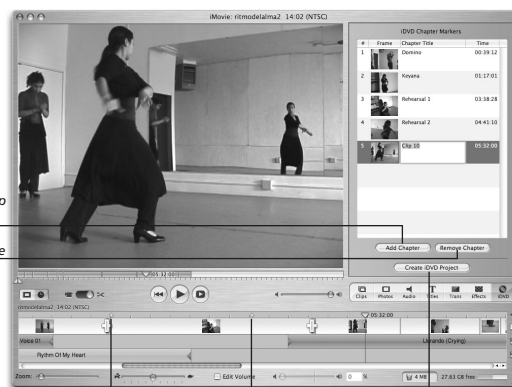 iMovie: ritmodelalma2 14:02 (NTSC)
iDVD Chapter Markers
# Frame Chapter Title Time
1 Domino 00:39:12
2 Keyana 01:17:01
3 Rehearsal 1 03:38:28
4 Rehearsal 2 04:41:10
5 Clip 10 05:32:00
Add Chapter Remove Chapter
Create iDVD Project
05:32:00
Clips Photos Audio Titles Trans Effects iDVD
ritmodelalma2, 14:02 (NTSC)
05:32:00
Voice 01 Llorando (Crying)
Rhythm Of My Heart
Zoom: Edit Volume 0 % 4 MB 27.63 GB free